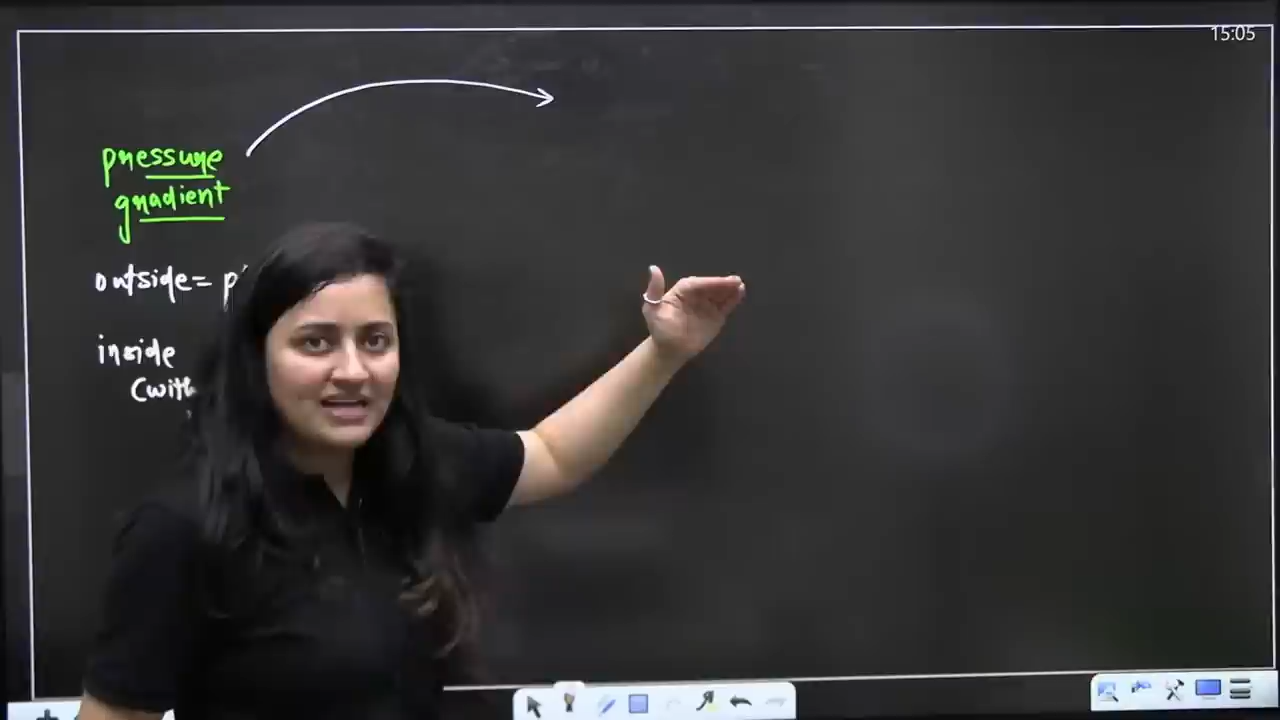 15:05
pressure
gradient
outside =
inside